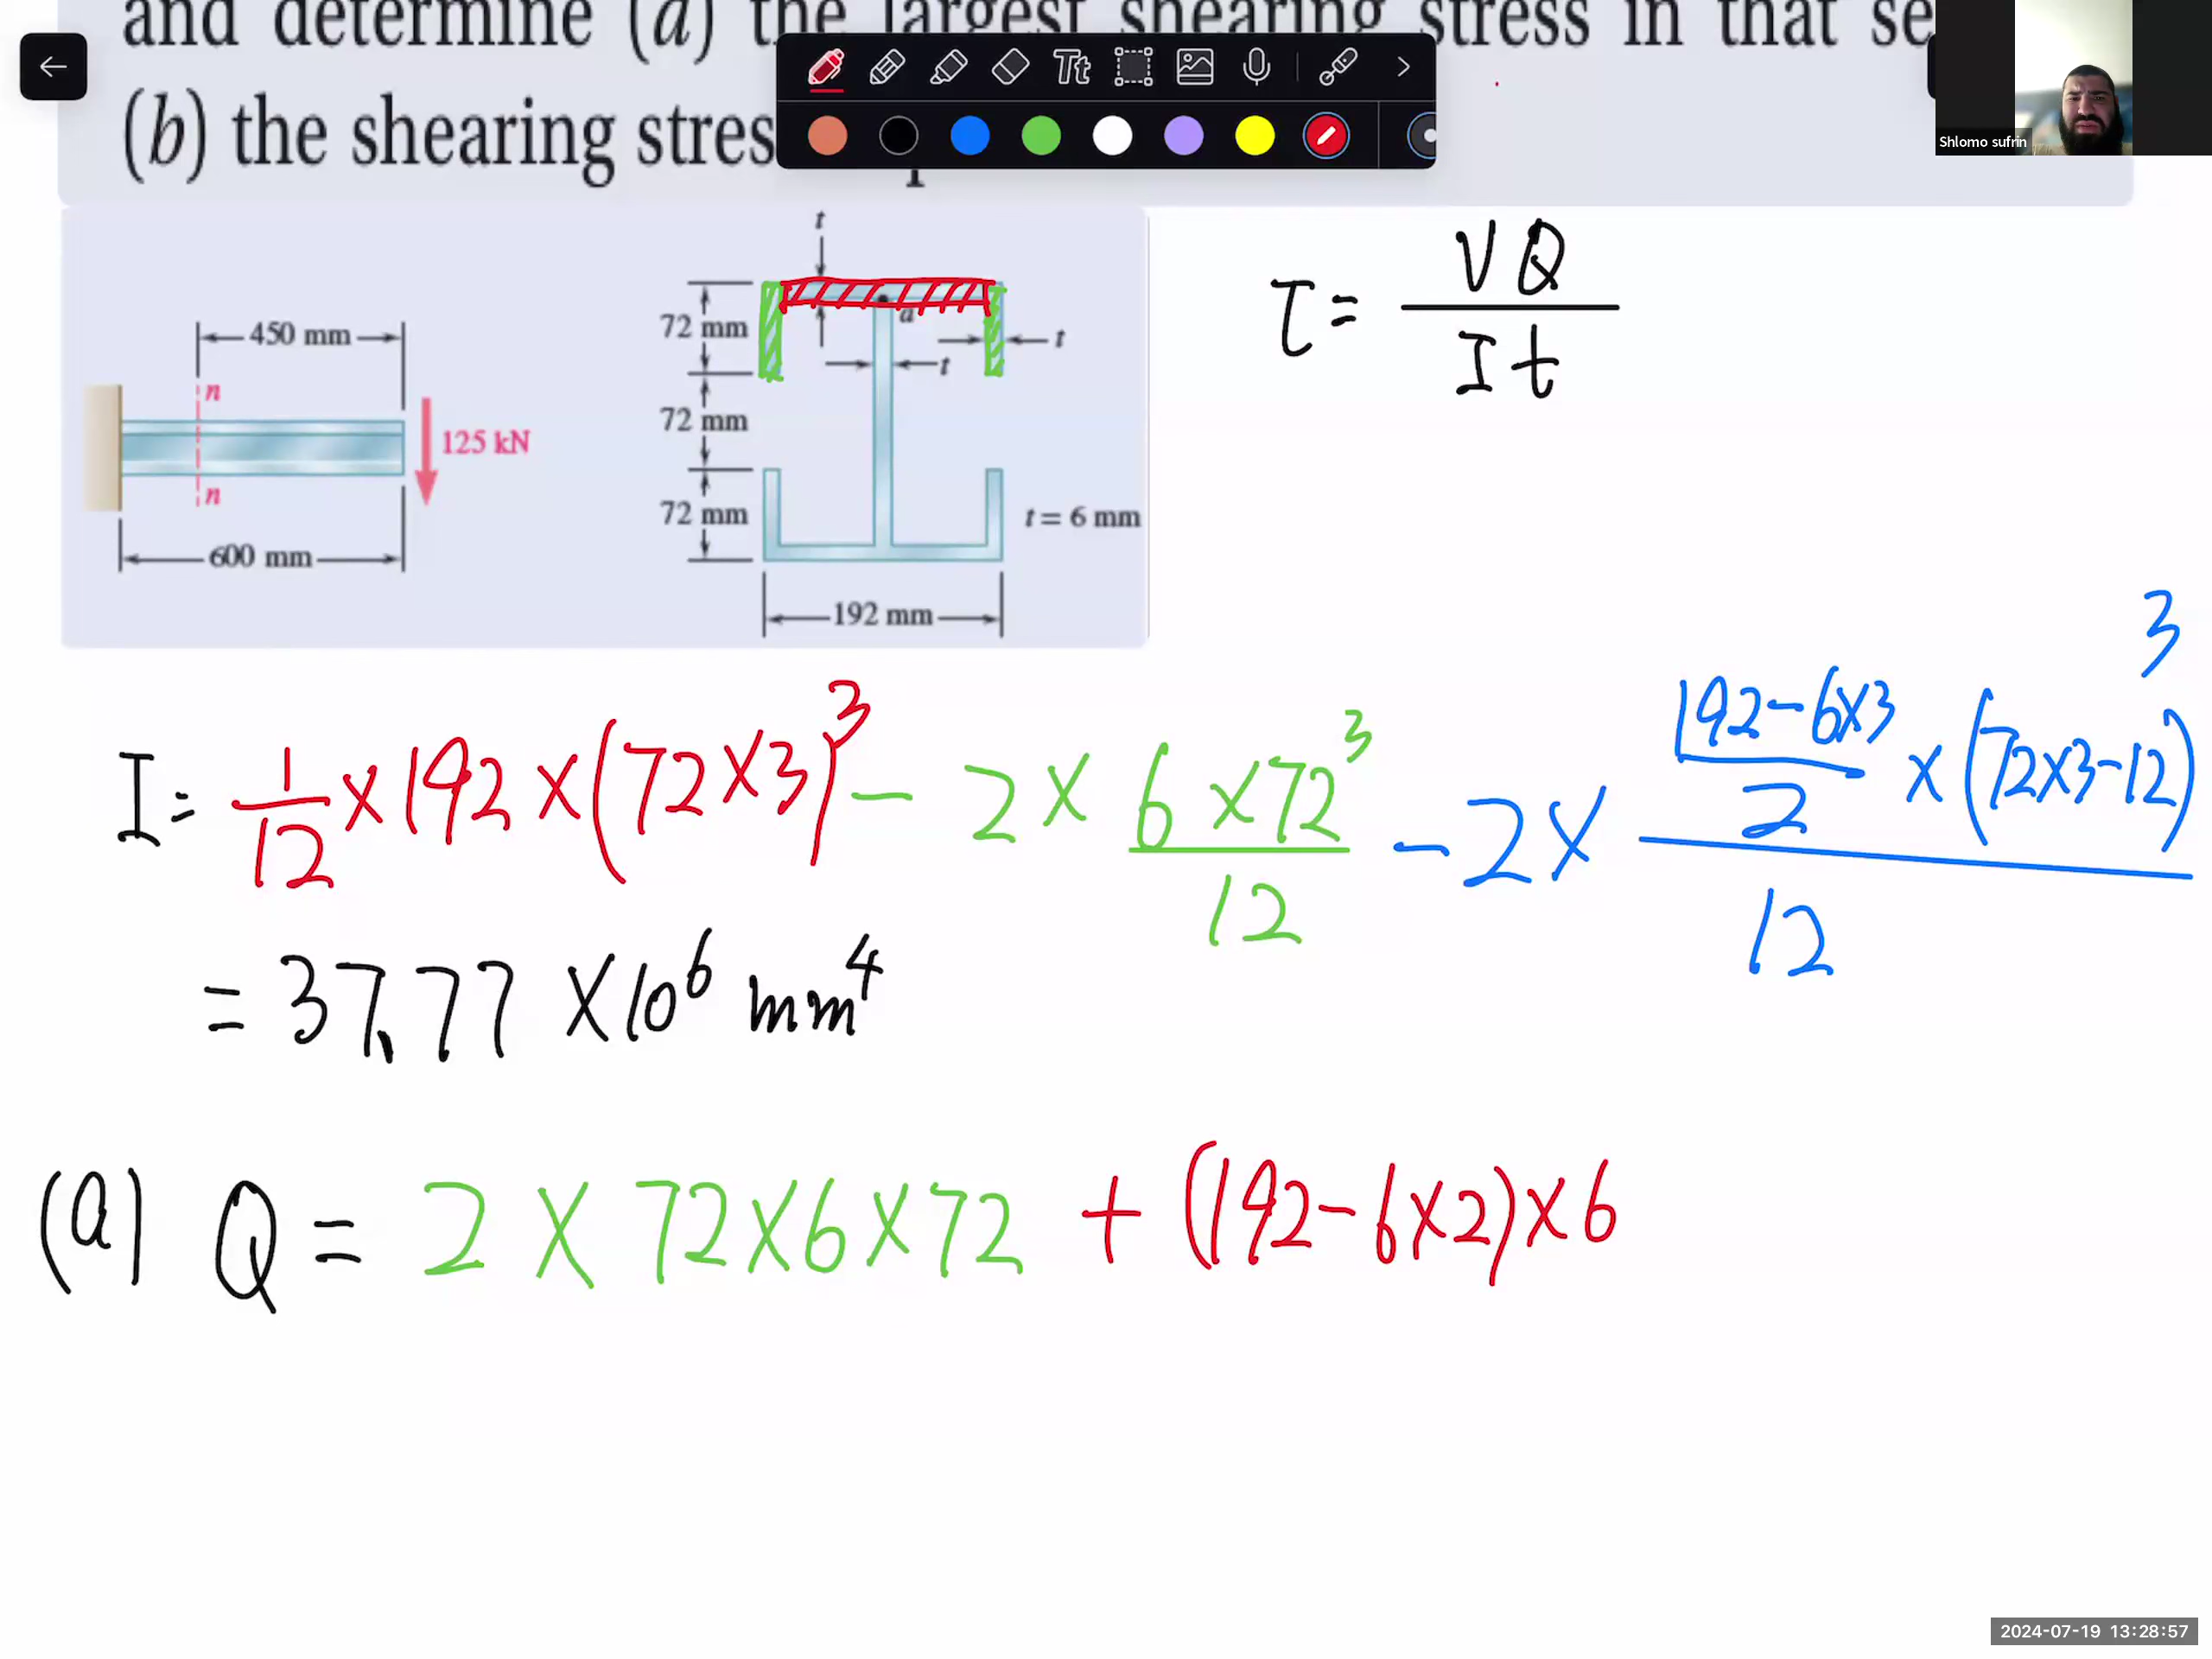 and determine (a) the largest shearing stress in that se
(b) the shearing stres
Tt
Shlomo sufrin
450 mm
n
n
125 kN
600 mm
t
72 mm
a
t
t
72 mm
72 mm
t = 6 mm
192 mm
τ = VQ / It
I = 1/12 × 192 × (72×3)³ − 2 × 6×72³/12 − 2 × (192−6×3)/2 × (72×3−12)³ / 12
= 37.77 × 10⁶ mm⁴
(a) Q = 2 × 72×6×72 + (192−6×2)×6
2024-07-19 13:28:57